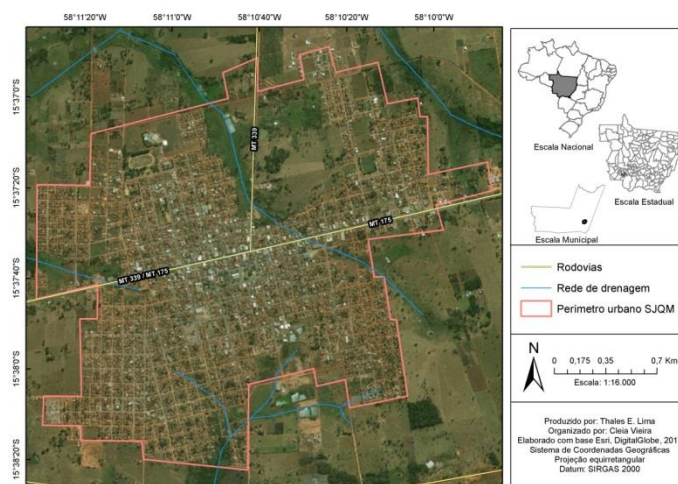 58°11'20"W 58°11'0"W 58°10'40"W 58°10'20"W 58°10'0"W
15°37'0"S
15°37'20"S
15°37'40"S
15°38'0"S
15°38'20"S
MT 339
MT 175
MT 339 / MT 175
Escala Nacional
Escala Estadual
Escala Municipal
Rodovias
Rede de drenagem
Perímetro urbano SJQM
N
0 0,175 0,35 0,7 Km
Escala: 1:16.000
Produzido por: Thales E. Lima
Organizado por: Cleia Vieira
Elaborado com base Esri, DigitalGlobe, 201
Sistema de Coordenadas Geográficas
Projeção equirretangular
Datum: SIRGAS 2000